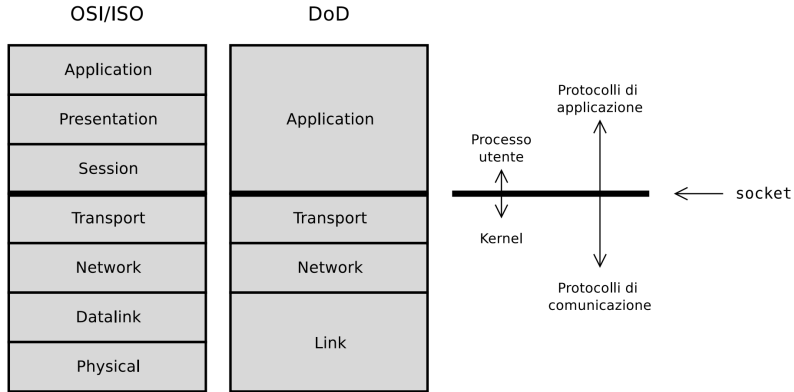 OSI/ISO
Application
Presentation
Session
Transport
Network
Datalink
Physical
DoD
Application
Transport
Network
Link
Processo
utente
Kernel
Protocolli di
applicazione
Protocolli di
comunicazione
socket